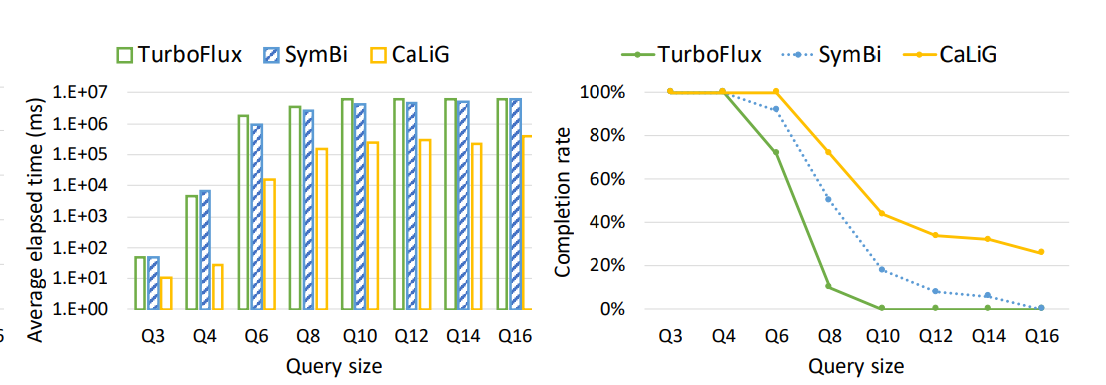 TurboFlux SymBi CaLiG
Average elapsed time (ms)
1.E+07
1.E+06
1.E+05
1.E+04
1.E+03
1.E+02
1.E+01
1.E+00
Q3 Q4 Q6 Q8 Q10 Q12 Q14 Q16
Query size
TurboFlux SymBi CaLiG
Completion rate
100%
80%
60%
40%
20%
0%
Q3 Q4 Q6 Q8 Q10 Q12 Q14 Q16
Query size